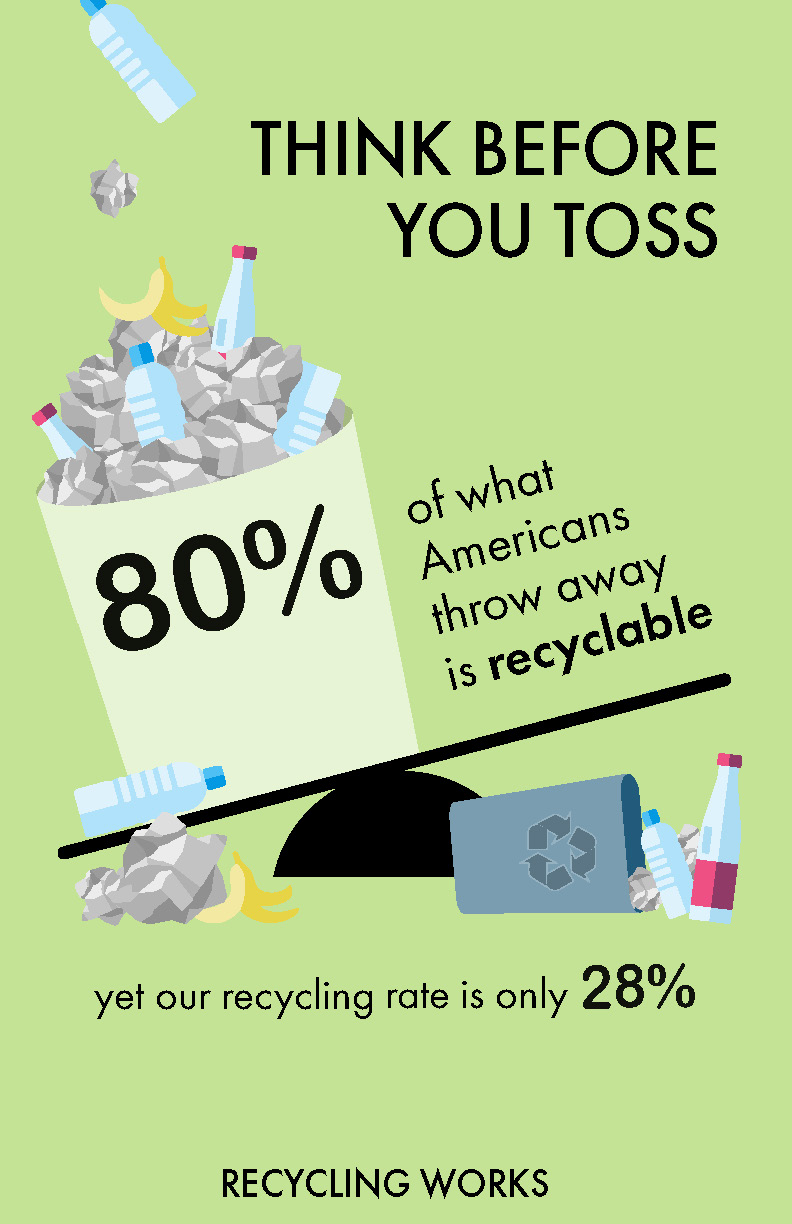 THINK BEFORE
YOU TOSS
80%
of what
Americans
throw away
is recyclable
yet our recycling rate is only 28%
RECYCLING WORKS